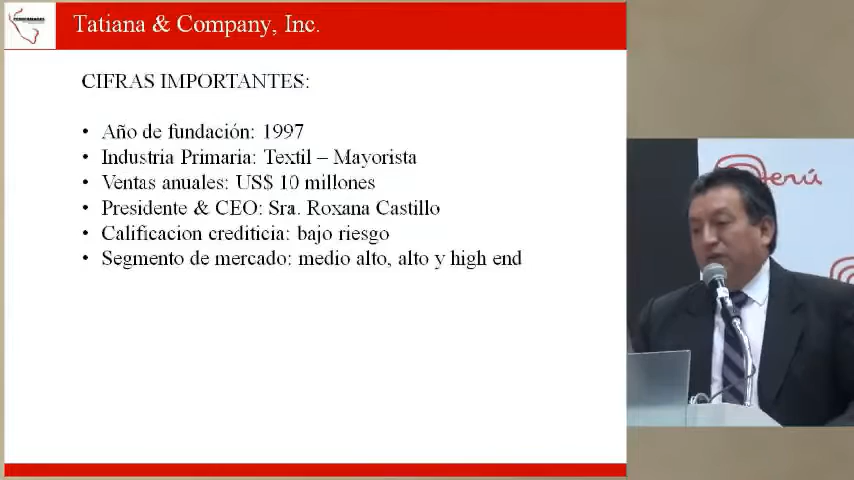 Tatiana & Company, Inc.
CIFRAS IMPORTANTES:
• Año de fundación: 1997
• Industria Primaria: Textil – Mayorista
• Ventas anuales: US$ 10 millones
• Presidente & CEO: Sra. Roxana Castillo
• Calificacion crediticia: bajo riesgo
• Segmento de mercado: medio alto, alto y high end
Perú